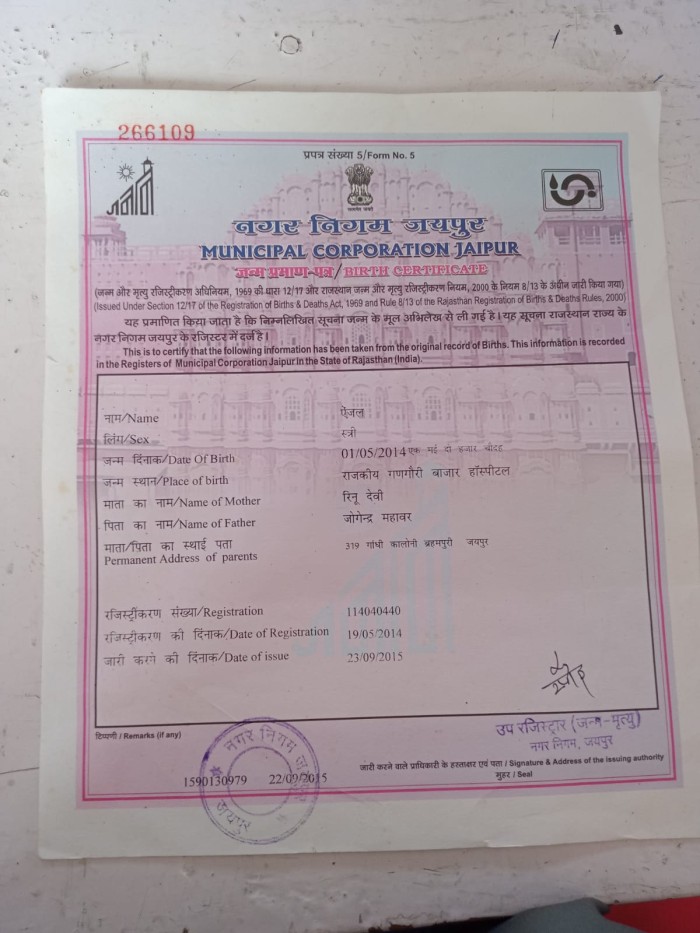 266109
प्रपत्र संख्या 5/Form No. 5
नगर निगम जयपुर
MUNICIPAL CORPORATION JAIPUR
जन्म प्रमाण-पत्र/BIRTH CERTIFICATE
(जन्म और मृत्यु रजिस्ट्रीकरण अधिनियम, 1969 की धारा 12/17 और राजस्थान जन्म और मृत्यु रजिस्ट्रीकरण नियम, 2000 के नियम 8/13 के अधीन जारी किया गया)
(Issued Under Section 12/17 of the Registration of Births & Deaths Act, 1969 and Rule 8/13 of the Rajasthan Registration of Births & Deaths Rules, 2000)
यह प्रमाणित किया जाता है कि निम्नलिखित सूचना जन्म के मूल अभिलेख से ली गई है। यह सूचना राजस्थान राज्य के
नगर निगम जयपुर के रजिस्टर में दर्ज है।
This is to certify that the following information has been taken from the original record of Births. This information is recorded
in the Registers of Municipal Corporation Jaipur in the State of Rajasthan (India).
नाम/Name ऐंजल
लिंग/Sex स्त्री
जन्म दिनांक/Date Of Birth 01/05/2014 एक मई दो हजार चौदह
जन्म स्थान/Place of birth राजकीय गणगौरी बाजार हॉस्पीटल
माता का नाम/Name of Mother रिनू देवी
पिता का नाम/Name of Father जोगेन्द्र महावर
माता/पिता का स्थाई पता 319 गांधी कालोनी ब्रहमपुरी जयपुर
Permanent Address of parents
रजिस्ट्रीकरण संख्या/Registration 114040440
रजिस्ट्रीकरण की दिनांक/Date of Registration 19/05/2014
जारी करने की दिनांक/Date of issue 23/09/2015
टिप्पणी / Remarks (if any)
उप रजिस्ट्रार (जन्म-मृत्यु)
नगर निगम, जयपुर
नगर निगम जयपुर
जयपुर
1590130979 22/09/2015
जारी करने वाले प्राधिकारी के हस्ताक्षर एवं पता / Signature & Address of the issuing authority
मुहर / Seal